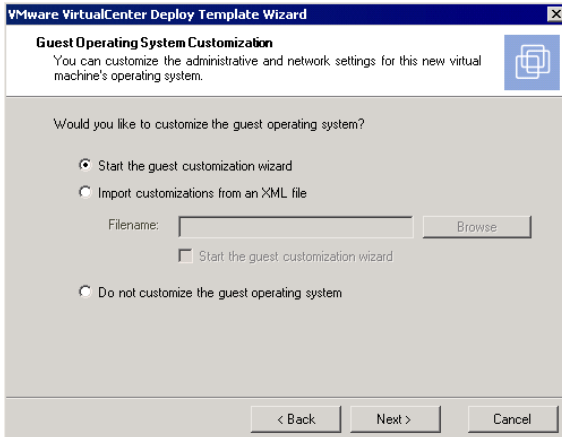 VMware VirtualCenter Deploy Template Wizard
Guest Operating System Customization
You can customize the administrative and network settings for this new virtual
machine's operating system.
Would you like to customize the guest operating system?
Start the guest customization wizard
Import customizations from an XML file
Filename:
Browse
Start the guest customization wizard
Do not customize the guest operating system
< Back
Next >
Cancel